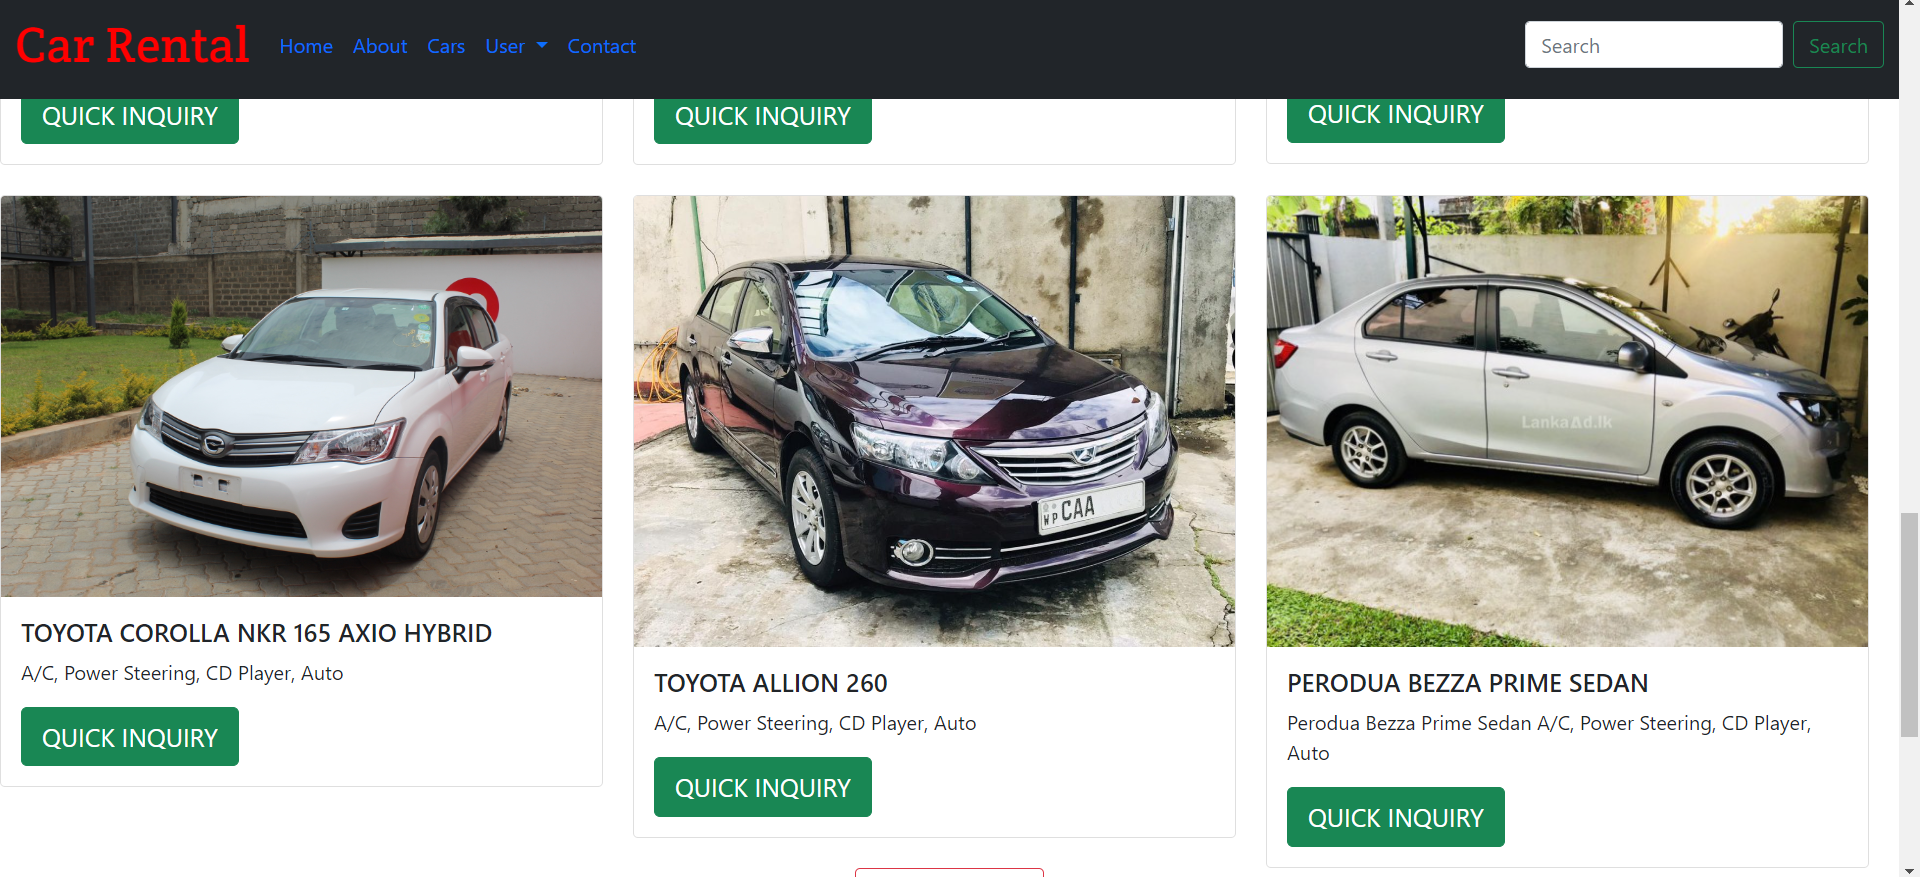 Car Rental
Home About Cars User Contact
Search
Search
QUICK INQUIRY
QUICK INQUIRY
QUICK INQUIRY
WP CAA
LankaAd.lk
TOYOTA COROLLA NKR 165 AXIO HYBRID
A/C, Power Steering, CD Player, Auto
QUICK INQUIRY
TOYOTA ALLION 260
A/C, Power Steering, CD Player, Auto
QUICK INQUIRY
PERODUA BEZZA PRIME SEDAN
Perodua Bezza Prime Sedan A/C, Power Steering, CD Player,
Auto
QUICK INQUIRY